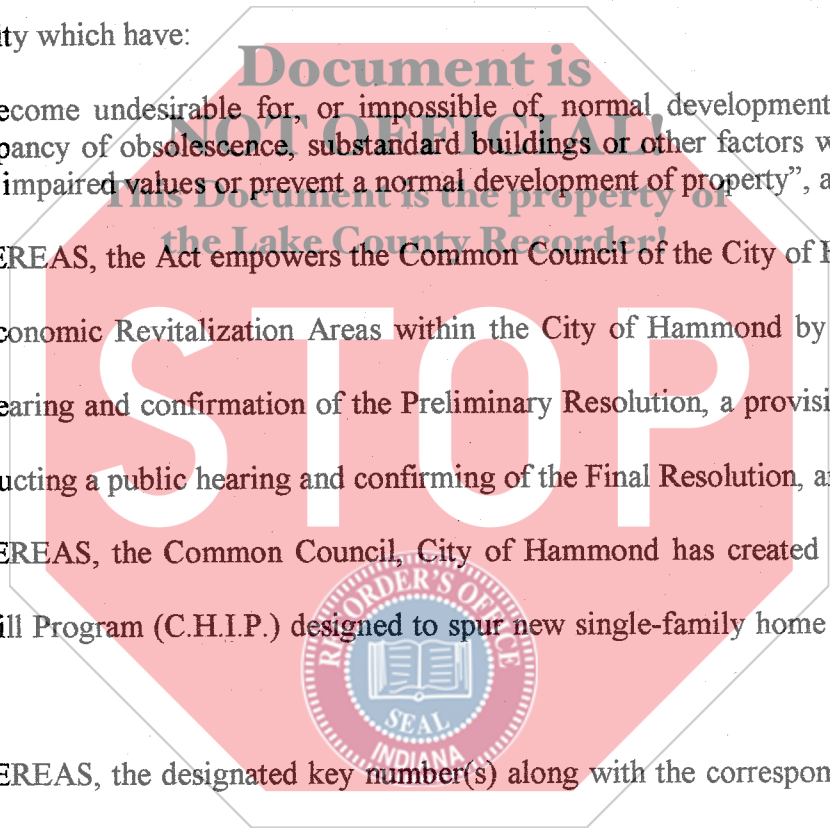 ity which have:
Document is
ecome undesirable for, or impossible of, normal development
NOT OFFICIAL!
pancy of obsolescence, substandard buildings or other factors w
impaired values or prevent a normal development of property”, a
This Document is the property of
the Lake County Recorder!
EREAS, the Act empowers the Common Council of the City of H
conomic Revitalization Areas within the City of Hammond by
STOP
earing and confirmation of the Preliminary Resolution, a provisi
ucting a public hearing and confirming of the Final Resolution, a
EREAS, the Common Council, City of Hammond has created
ill Program (C.H.I.P.) designed to spur new single-family home
RECORDER'S OFFICE
SEAL
INDIANA
EREAS, the designated key number(s) along with the correspon